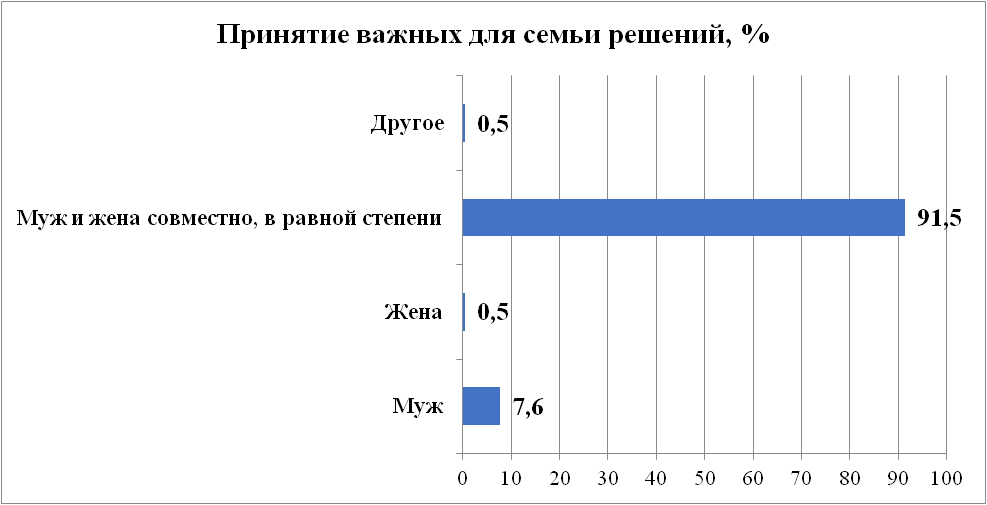 Принятие важных для семьи решений, %
Другое 0,5
Муж и жена совместно, в равной степени 91,5
Жена 0,5
Муж 7,6
0 10 20 30 40 50 60 70 80 90 100